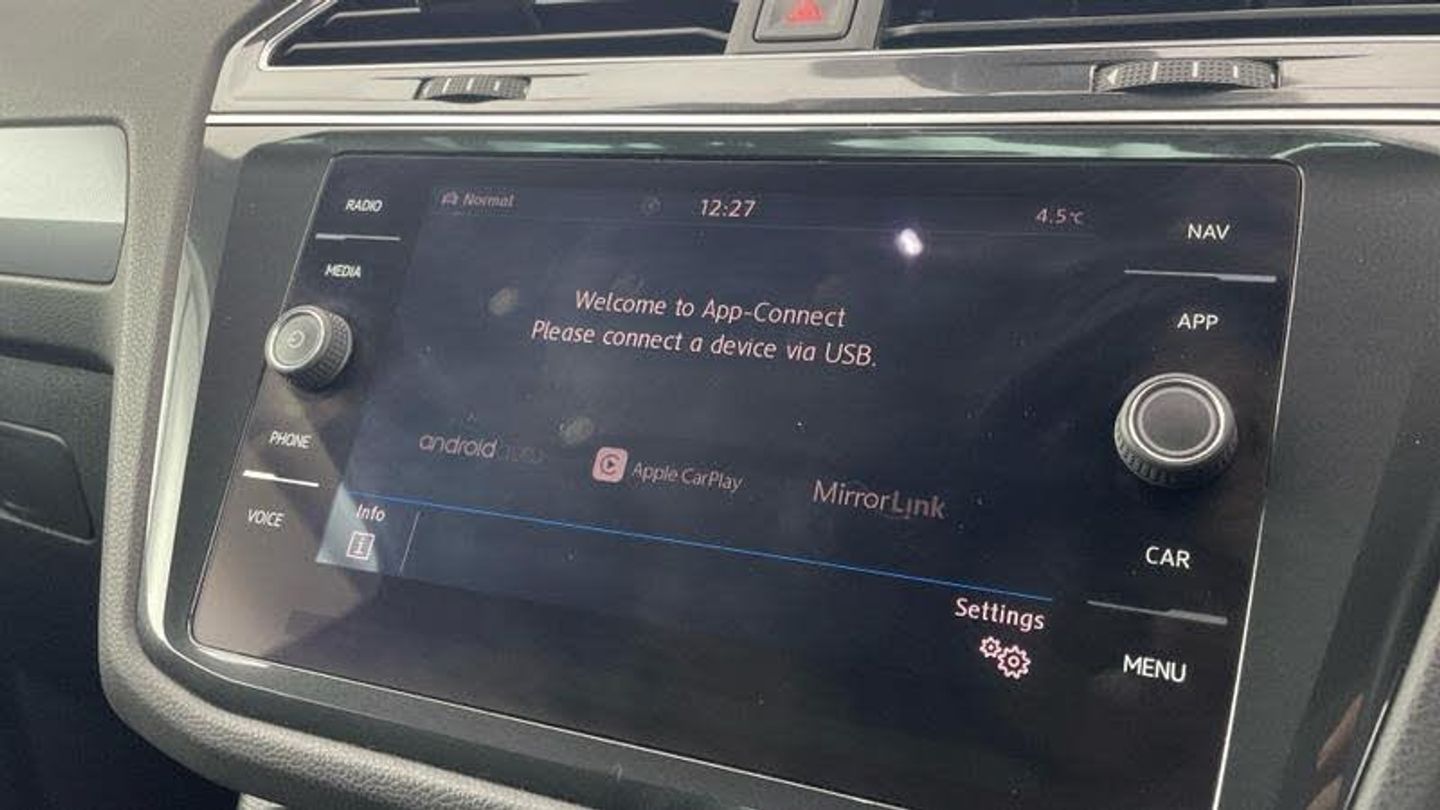 RADIO
MEDIA
PHONE
VOICE
Normal
12:27
4.5°C
Welcome to App-Connect
Please connect a device via USB.
android auto
Apple CarPlay
MirrorLink
Info
i
Settings
NAV
APP
CAR
MENU